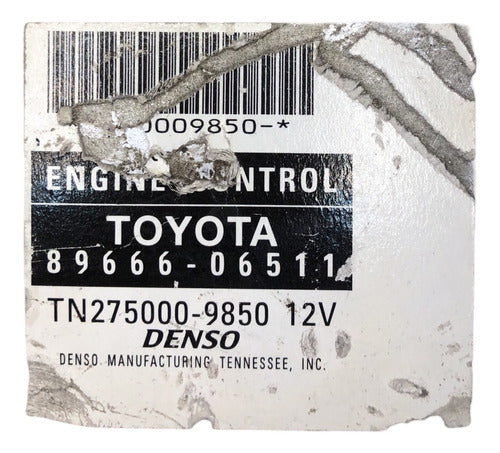 0009850-*
ENGINE CONTROL
TOYOTA
89666-06511
TN275000-9850 12V
DENSO
DENSO MANUFACTURING TENNESSEE, INC.